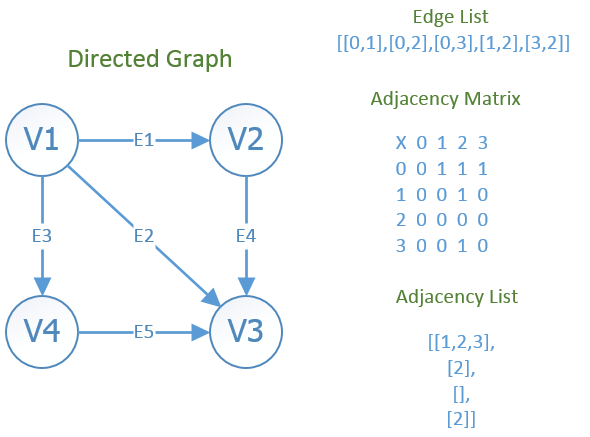 Directed Graph
V1
E1
V2
E3
E2
E4
V4
E5
V3
Edge List
[[0,1],[0,2],[0,3],[1,2],[3,2]]
Adjacency Matrix
X 0 1 2 3
0 0 1 1 1
1 0 0 1 0
2 0 0 0 0
3 0 0 1 0
Adjacency List
[[1,2,3],
[2],
[],
[2]]